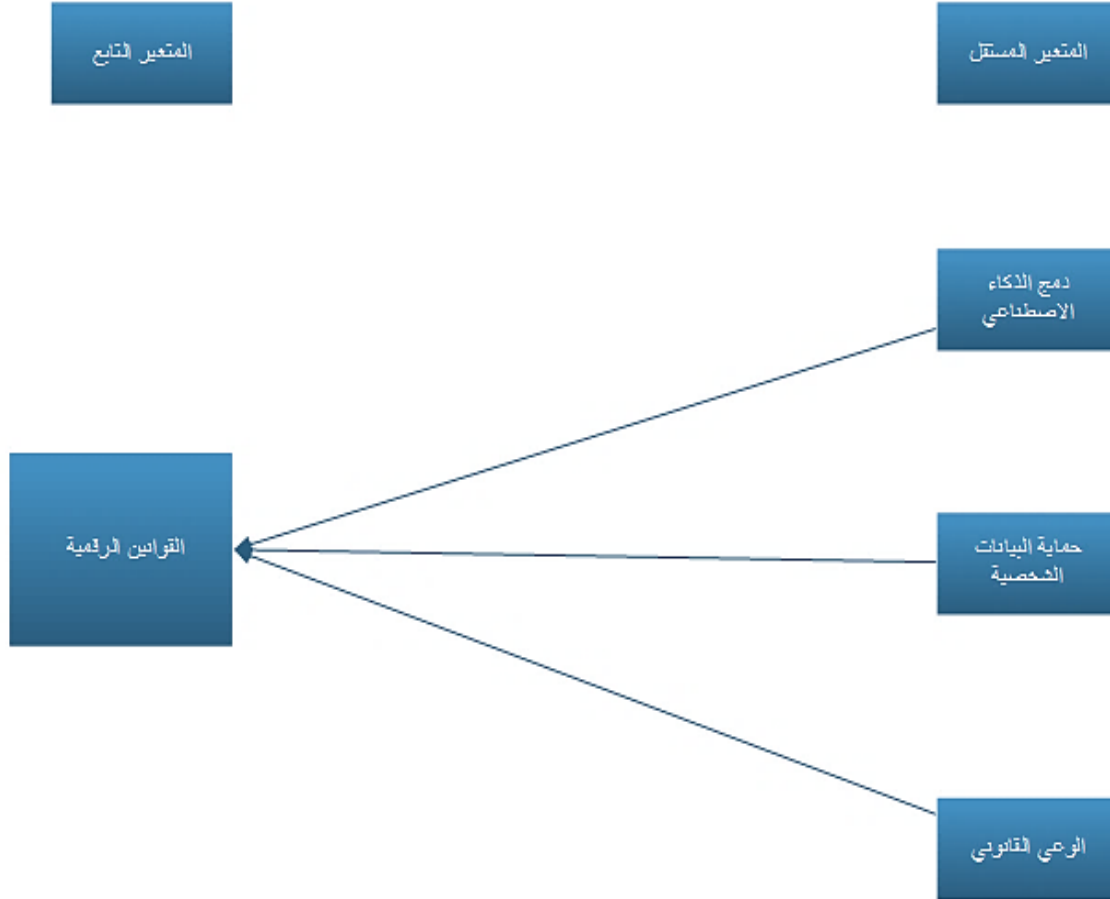 المتغير المستقل
المتغير التابع
دمج الذكاء
الاصطناعي
القوانين الرقمية
حماية البيانات
الشخصية
الوعي القانوني